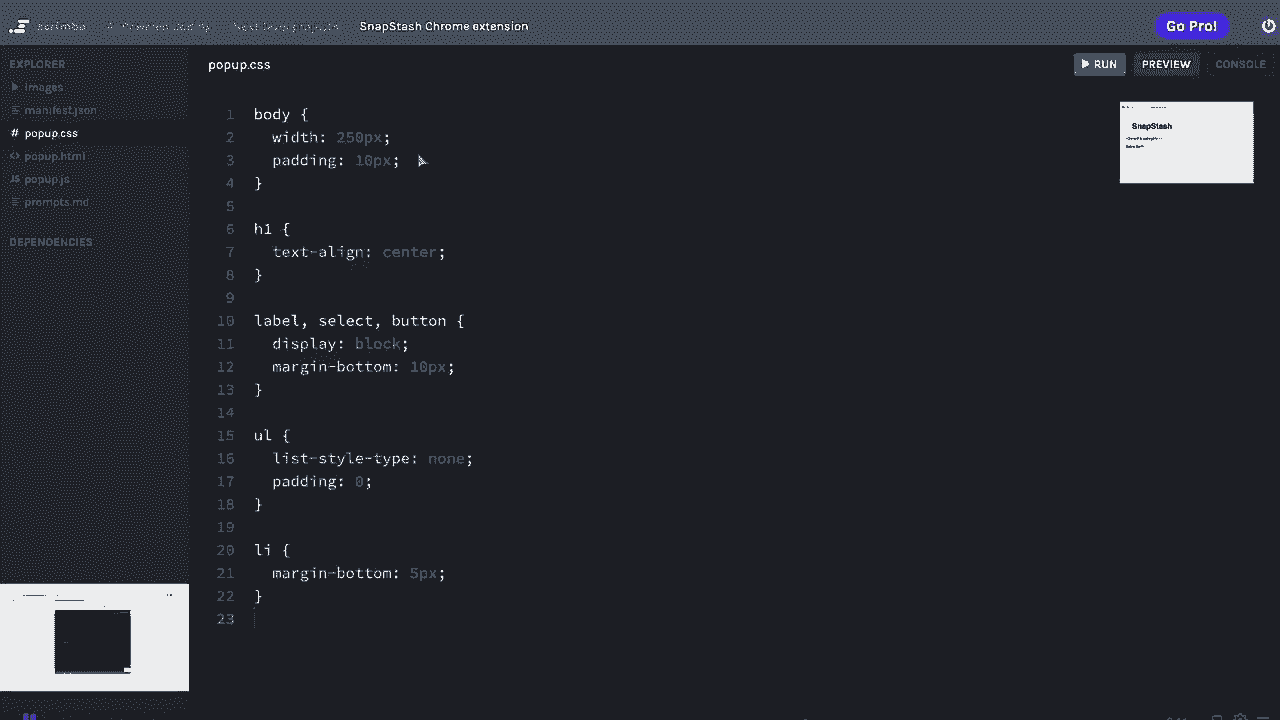 scrimba
Next level projects
SnapStash Chrome extension
Go Pro!
EXPLORER
images
manifest.json
# popup.css
<> popup.html
JS popup.js
prompts.md
DEPENDENCIES
popup.css
RUN
PREVIEW
CONSOLE
1 body {
2 width: 250px;
3 padding: 10px;
4 }
5
6 h1 {
7 text-align: center;
8 }
9
10 label, select, button {
11 display: block;
12 margin-bottom: 10px;
13 }
14
15 ul {
16 list-style-type: none;
17 padding: 0;
18 }
19
20 li {
21 margin-bottom: 5px;
22 }
23
SnapStash